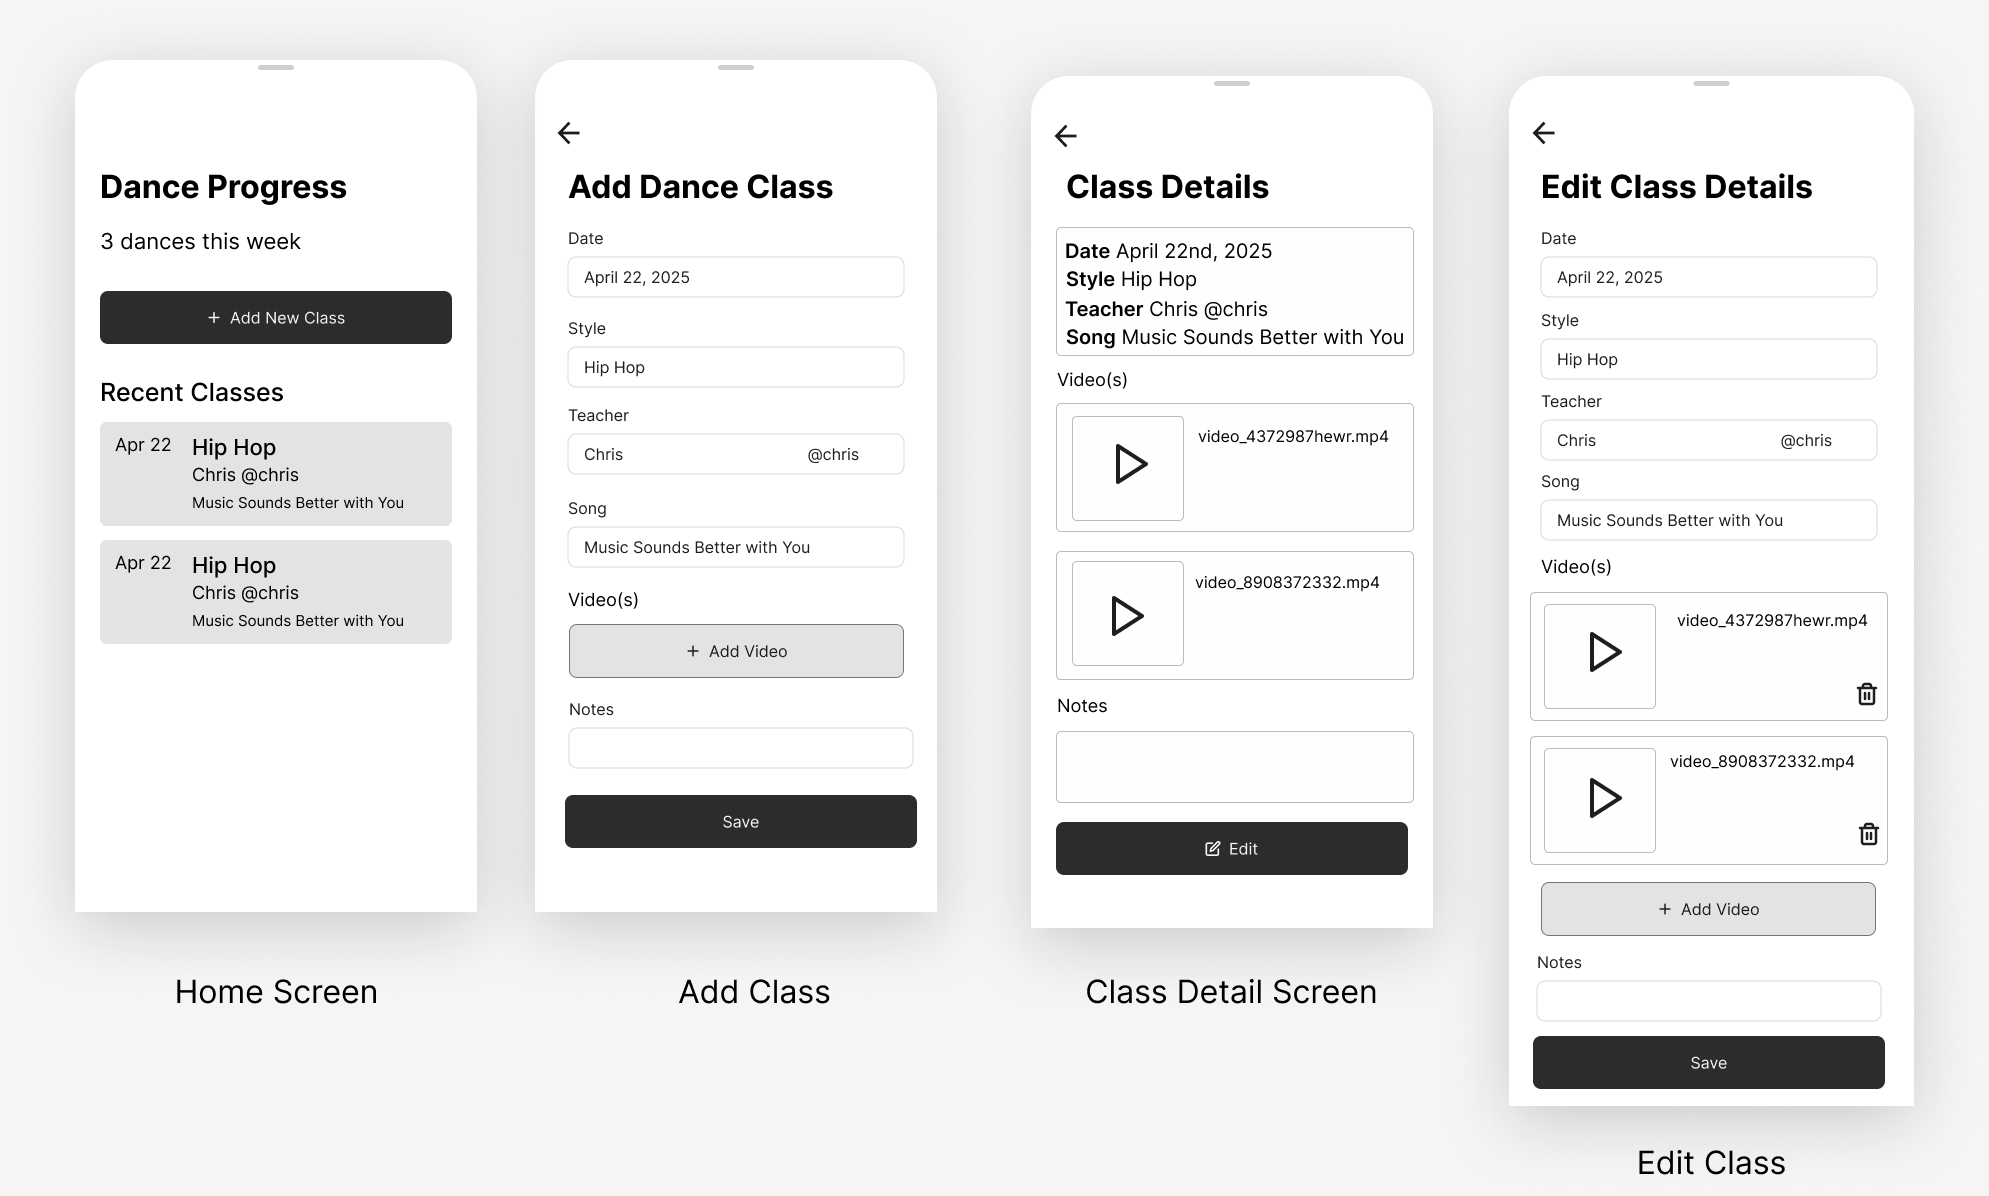 Dance Progress
3 dances this week
+ Add New Class
Recent Classes
Apr 22
Hip Hop
Chris @chris
Music Sounds Better with You
Apr 22
Hip Hop
Chris @chris
Music Sounds Better with You
Home Screen
Add Dance Class
Date
April 22, 2025
Style
Hip Hop
Teacher
Chris @chris
Song
Music Sounds Better with You
Video(s)
+ Add Video
Notes
Save
Add Class
Class Details
Date April 22nd, 2025
Style Hip Hop
Teacher Chris @chris
Song Music Sounds Better with You
Video(s)
video_4372987hewr.mp4
video_8908372332.mp4
Notes
Edit
Class Detail Screen
Edit Class Details
Date
April 22, 2025
Style
Hip Hop
Teacher
Chris @chris
Song
Music Sounds Better with You
Video(s)
video_4372987hewr.mp4
video_8908372332.mp4
+ Add Video
Notes
Save
Edit Class